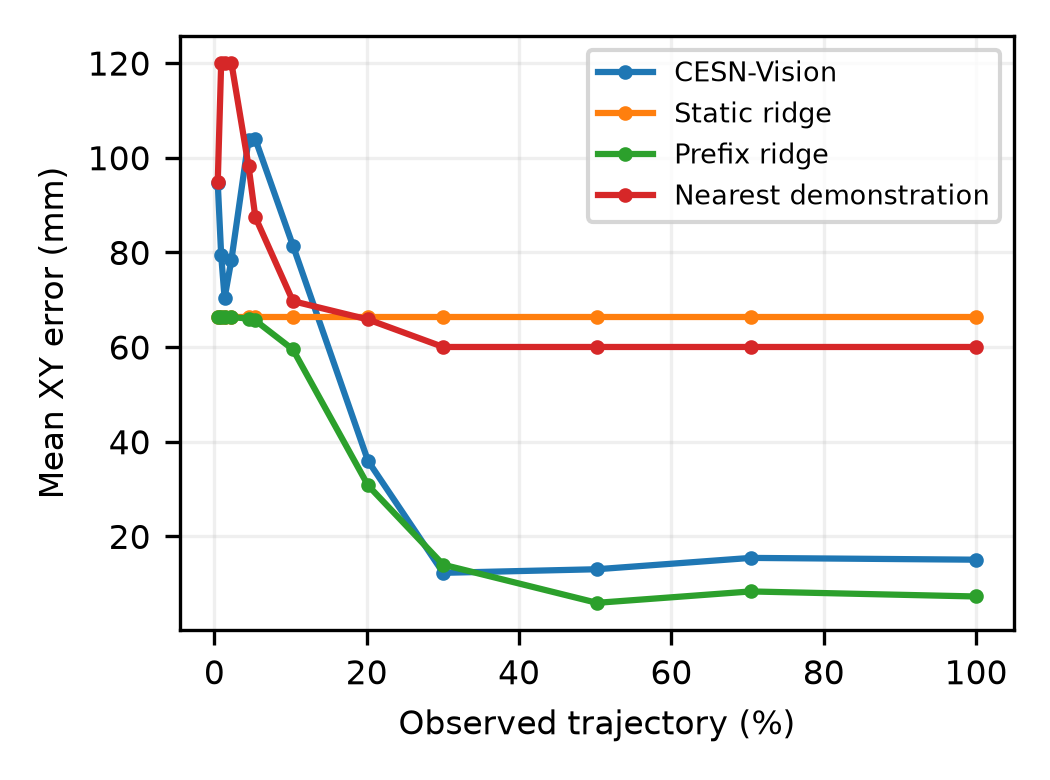 120
100
80
60
40
20
Mean XY error (mm)
CESN-Vision
Static ridge
Prefix ridge
Nearest demonstration
0 20 40 60 80 100
Observed trajectory (%)